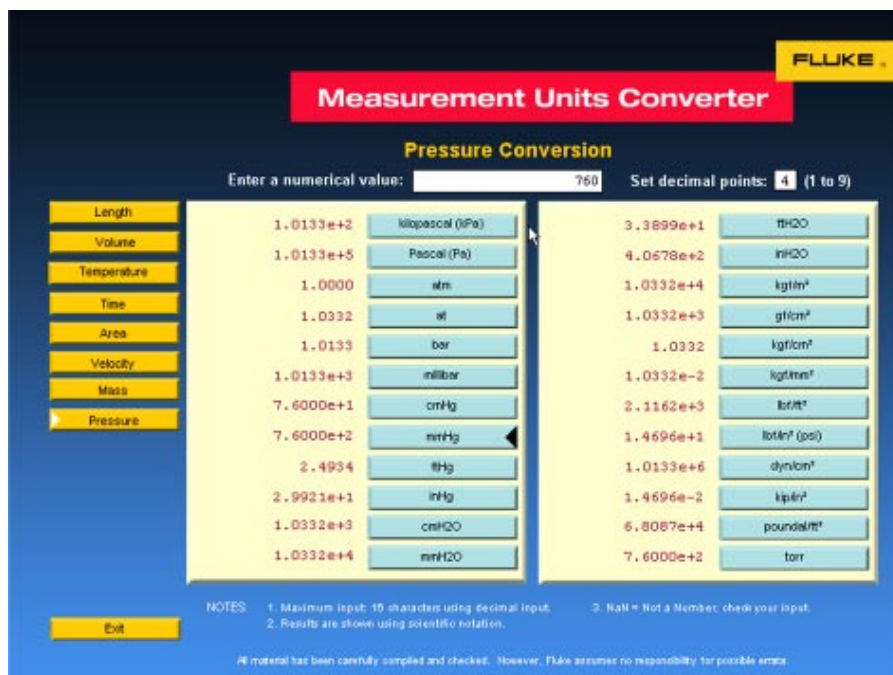 FLUKE ®
Measurement Units Converter
Pressure Conversion
Enter a numerical value: 760 Set decimal points: 4 (1 to 9)
Length
Volume
Temperature
Time
Area
Velocity
Mass
Pressure
Exit
1.0133e+2 kilopascal (kPa)
1.0133e+5 Pascal (Pa)
1.0000 atm
1.0332 at
1.0133 bar
1.0133e+3 millibar
7.6000e+1 cmHg
7.6000e+2 mmHg
2.4934 ftHg
2.9921e+1 inHg
1.0332e+3 cmH2O
1.0332e+4 mmH2O
3.3899e+1 ftH2O
4.0678e+2 inH2O
1.0332e+4 kgf/m²
1.0332e+3 gf/cm²
1.0332 kgf/cm²
1.0332e-2 kgf/mm²
2.1162e+3 lbf/ft²
1.4696e+1 lbf/in² (psi)
1.0133e+6 dyn/cm²
1.4696e-2 kip/in²
6.8087e+4 poundal/ft²
7.6000e+2 torr
NOTES: 1. Maximum input: 15 characters using decimal input.
2. Results are shown using scientific notation.
3. NaN = Not a Number, check your input.
All material has been carefully compiled and checked. However, Fluke assumes no responsibility for possible errata.